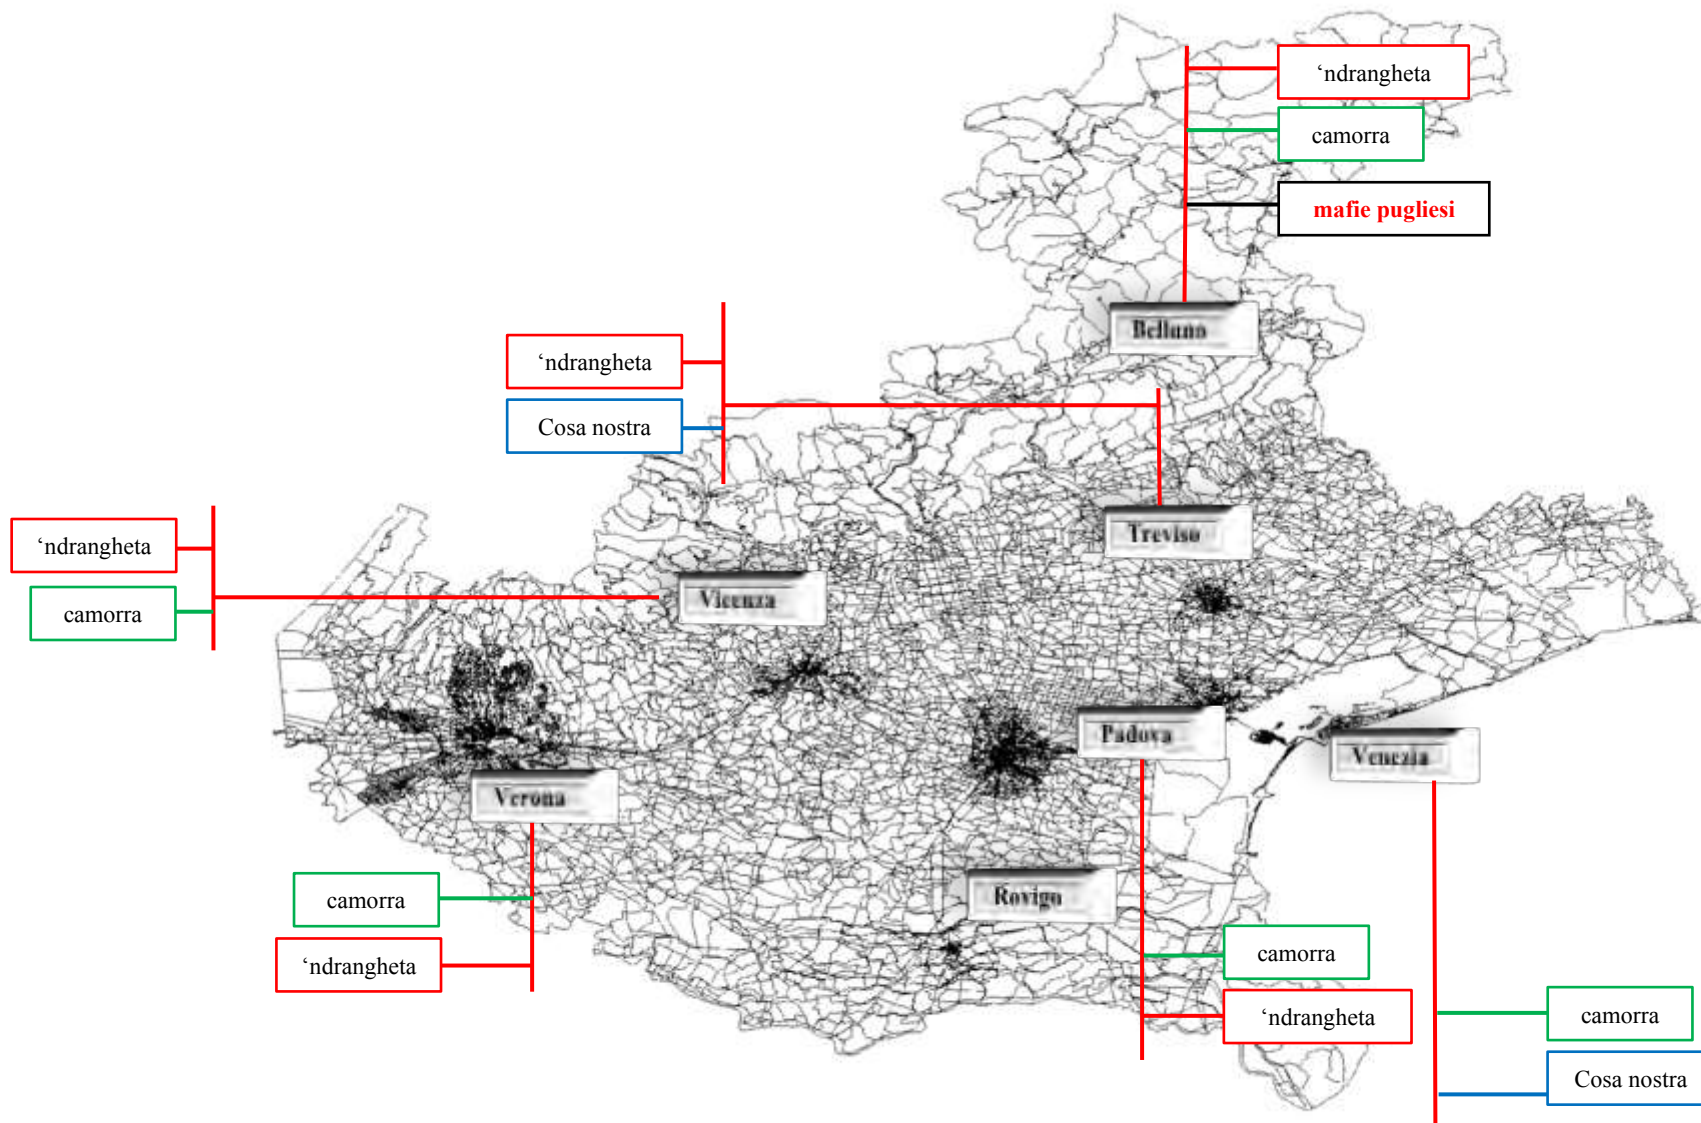 ‘ndrangheta
camorra
mafie pugliesi
Belluno
‘ndrangheta
Cosa nostra
Treviso
‘ndrangheta
camorra
Vicenza
Padova
Venezia
Verona
camorra
‘ndrangheta
Rovigo
camorra
‘ndrangheta
camorra
Cosa nostra